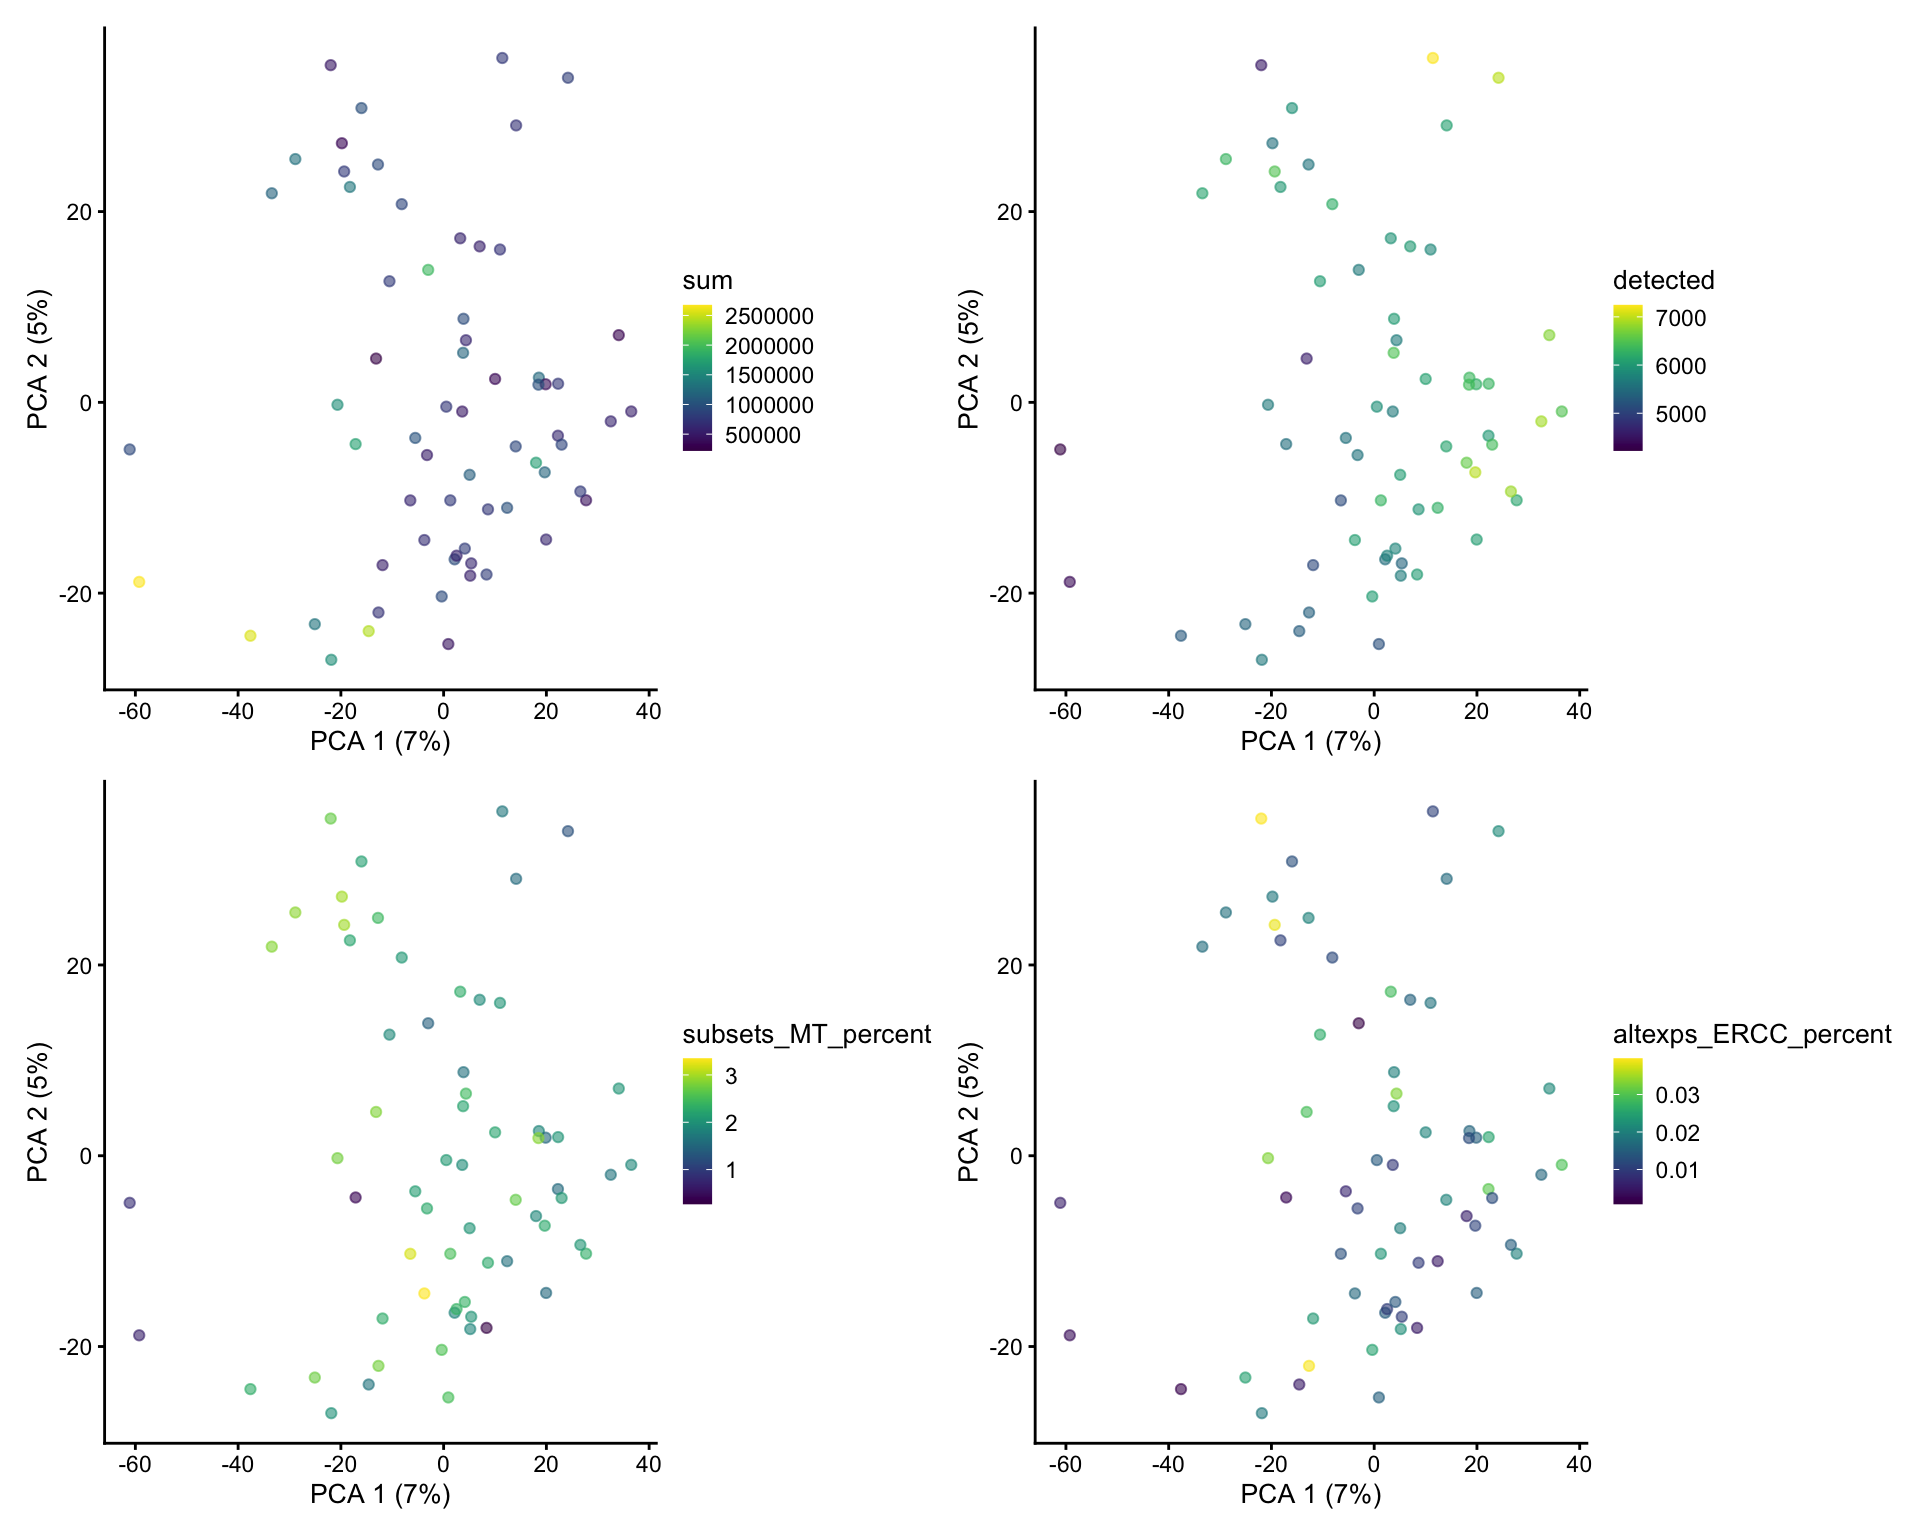 20
0
-20
PCA 2 (5%)
-60 -40 -20 0 20 40
PCA 1 (7%)
sum
2500000
2000000
1500000
1000000
500000
20
0
-20
PCA 2 (5%)
-60 -40 -20 0 20 40
PCA 1 (7%)
detected
7000
6000
5000
20
0
-20
PCA 2 (5%)
-60 -40 -20 0 20 40
PCA 1 (7%)
subsets_MT_percent
3
2
1
20
0
-20
PCA 2 (5%)
-60 -40 -20 0 20 40
PCA 1 (7%)
altexps_ERCC_percent
0.03
0.02
0.01